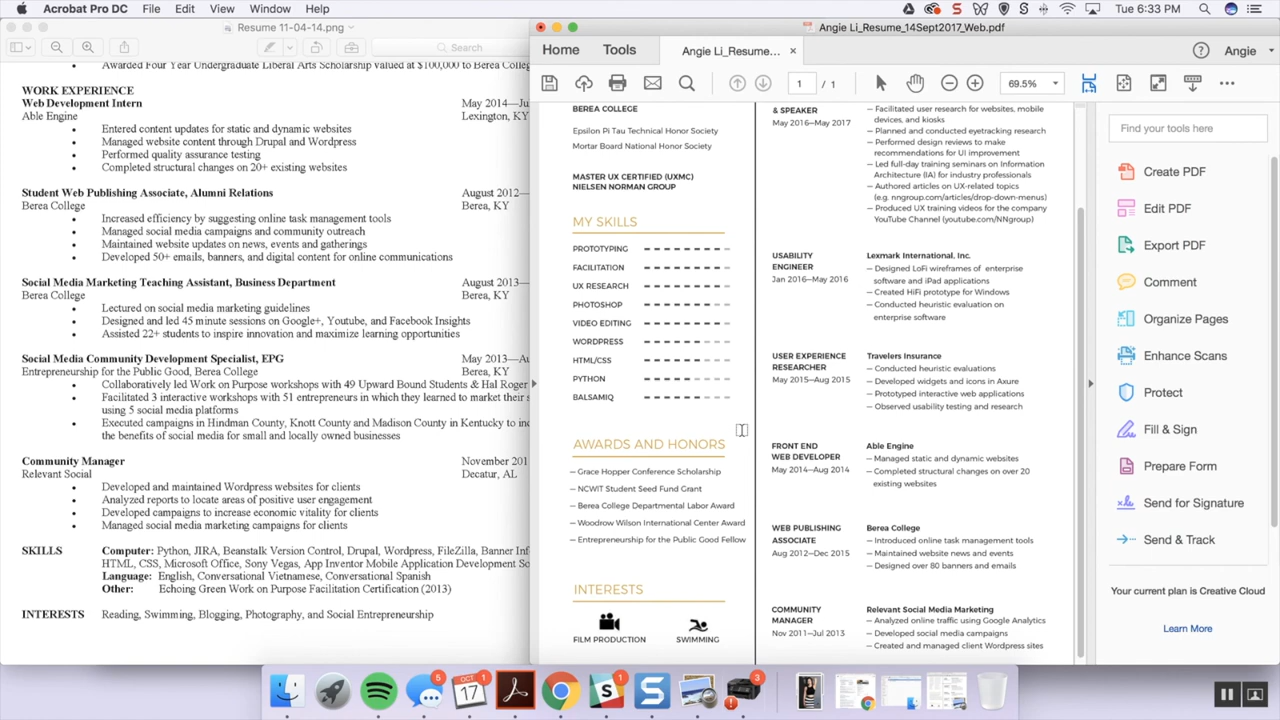 Acrobat Pro DC File Edit View Window Help
Tue 6:33 PM
Resume 11-04-14.png
Search
Awarded Four Year Undergraduate Liberal Arts Scholarship valued at $100,000 to Berea
WORK EXPERIENCE
Web Development Intern May 2014—
Able Engine Lexington, KY
Entered content updates for static and dynamic websites
Managed website content through Drupal and Wordpress
Performed quality assurance testing
Completed structural changes on 20+ existing websites
Student Web Publishing Associate, Alumni Relations August 2012—
Berea College Berea, KY
Increased efficiency by suggesting online task management tools
Managed social media campaigns and community outreach
Maintained website updates on news, events and gatherings
Developed 50+ emails, banners, and digital content for online communications
Social Media Marketing Teaching Assistant, Business Department August 2013—
Berea College Berea, KY
Lectured on social media marketing guidelines
Designed and led 45 minute sessions on Google+, Youtube, and Facebook Insights
Assisted 22+ students to inspire innovation and maximize learning opportunities
Social Media Community Development Specialist, EPG May 2013—
Entrepreneurship for the Public Good, Berea College Berea, KY
Collaboratively led Work on Purpose workshops with 49 Upward Bound Students & Hal Roger
Facilitated 3 interactive workshops with 51 entrepreneurs in which they learned to market their
using 5 social media platforms
Executed campaigns in Hindman County, Knott County and Madison County in Kentucky to
the benefits of social media for small and locally owned businesses
Community Manager
Relevant Social Decatur, AL
Developed and maintained Wordpress websites for clients
Analyzed reports to locate areas of positive user engagement
Developed campaigns to increase economic vitality for clients
Managed social media marketing campaigns for clients
SKILLS Computer: Python, JIRA, Beanstalk Version Control, Drupal, Wordpress, FileZilla, Banner
HTML, CSS, Microsoft Office, Sony Vegas, App Inventor Mobile Application Development
Language: English, Conversational Vietnamese, Conversational Spanish
Other: Echoing Green Work on Purpose Facilitation Certification (2013)
INTERESTS Reading, Swimming, Blogging, Photography, and Social Entrepreneurship
Angie Li_Resume_14Sept2017_Web.pdf
Home Tools Angie Li_Resume... × Angie
1 / 1 69.5%
BEREA COLLEGE
Epsilon Pi Tau Technical Honor Society
Mortar Board National Honor Society
MASTER UX CERTIFIED (UXMC)
NIELSEN NORMAN GROUP
MY SKILLS
PROTOTYPING
FACILITATION
UX RESEARCH
PHOTOSHOP
VIDEO EDITING
WORDPRESS
HTML/CSS
PYTHON
BALSAMIQ
AWARDS AND HONORS
— Grace Hopper Conference Scholarship
— NCWIT Student Seed Fund Grant
— Berea College Departmental Labor Award
— Woodrow Wilson International Center Award
— Entrepreneurship for the Public Good Fellow
INTERESTS
FILM PRODUCTION SWIMMING
& SPEAKER
May 2016—May 2017
— Facilitated user research for websites, mobile
devices, and kiosks
— Planned and conducted eyetracking research
— Performed design reviews to make
recommendations for UI improvement
— Led full-day training seminars on Information
Architecture (IA) for industry professionals
— Authored articles on UX-related topics
(e.g. nngroup.com/articles/drop-down-menus)
— Produced UX training videos for the company
YouTube Channel (youtube.com/NNgroup)
USABILITY
ENGINEER
Jan 2016—May 2016
Lexmark International, Inc.
— Designed LoFi wireframes of enterprise
software and iPad applications
— Created HiFi prototype for Windows
— Conducted heuristic evaluation on
enterprise software
USER EXPERIENCE
RESEARCHER
May 2015—Aug 2015
Travelers Insurance
— Conducted heuristic evaluations
— Developed widgets and icons in Axure
— Prototyped interactive web applications
— Observed usability testing and research
FRONT END
WEB DEVELOPER
May 2014—Aug 2014
Able Engine
— Managed static and dynamic websites
— Completed structural changes on over 20
existing websites
WEB PUBLISHING
ASSOCIATE
Aug 2012—Dec 2015
Berea College
— Introduced online task management tools
— Maintained website news and events
— Designed over 80 banners and emails
COMMUNITY
MANAGER
Nov 2011—Jul 2013
Relevant Social Media Marketing
— Analyzed online traffic using Google Analytics
— Developed social media campaigns
— Created and managed client Wordpress sites
Find your tools here
Create PDF
Edit PDF
Export PDF
Comment
Organize Pages
Enhance Scans
Protect
Fill & Sign
Prepare Form
Send for Signature
Send & Track
Your current plan is Creative Cloud
Learn More
5
OCT
17
1
1
3